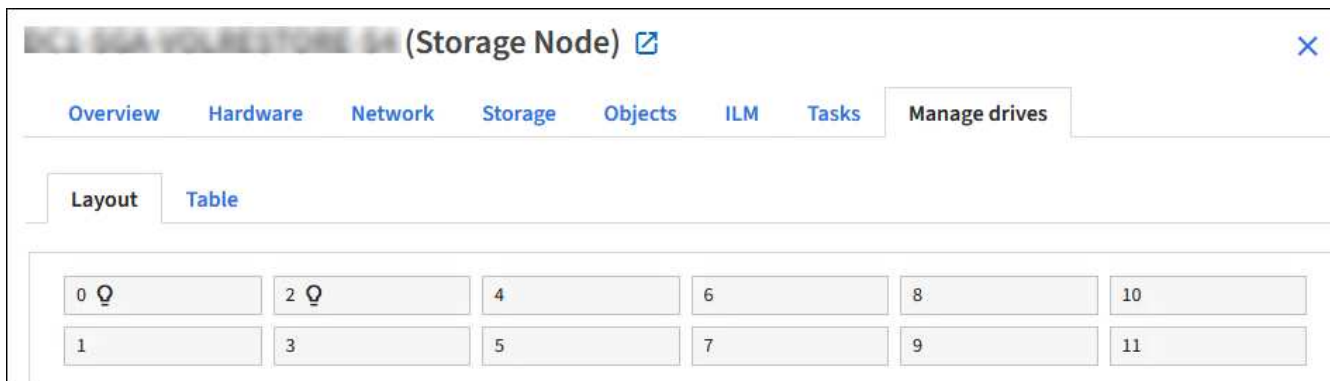 (Storage Node)
Overview Hardware Network Storage Objects ILM Tasks Manage drives
Layout Table
0 2 4 6 8 10
1 3 5 7 9 11